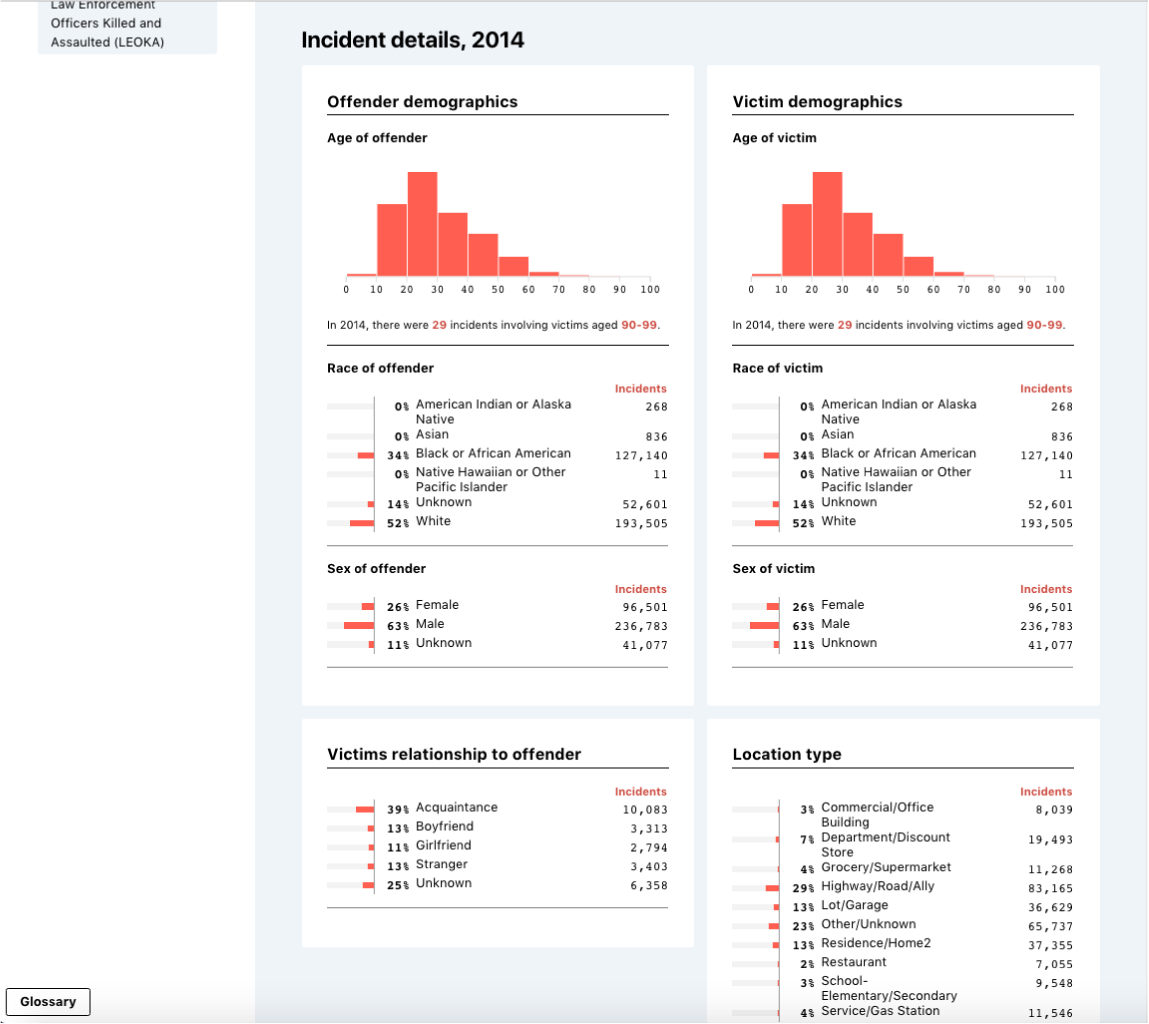 Law Enforcement
Officers Killed and
Assaulted (LEOKA)
Incident details, 2014
Offender demographics
Age of offender
0 10 20 30 40 50 60 70 80 90 100
In 2014, there were 29 incidents involving victims aged 90-99.
Race of offender
Incidents
0% American Indian or Alaska 268
Native
0% Asian 836
34% Black or African American 127,140
0% Native Hawaiian or Other 11
Pacific Islander
14% Unknown 52,601
52% White 193,505
Sex of offender
Incidents
26% Female 96,501
63% Male 236,783
11% Unknown 41,077
Victim demographics
Age of victim
0 10 20 30 40 50 60 70 80 90 100
In 2014, there were 29 incidents involving victims aged 90-99.
Race of victim
Incidents
0% American Indian or Alaska 268
Native
0% Asian 836
34% Black or African American 127,140
0% Native Hawaiian or Other 11
Pacific Islander
14% Unknown 52,601
52% White 193,505
Sex of victim
Incidents
26% Female 96,501
63% Male 236,783
11% Unknown 41,077
Victims relationship to offender
Incidents
39% Acquaintance 10,083
13% Boyfriend 3,313
11% Girlfriend 2,794
13% Stranger 3,403
25% Unknown 6,358
Location type
Incidents
3% Commercial/Office 8,039
Building
7% Department/Discount 19,493
Store
4% Grocery/Supermarket 11,268
29% Highway/Road/Ally 83,165
13% Lot/Garage 36,629
23% Other/Unknown 65,737
13% Residence/Home2 37,355
2% Restaurant 7,055
3% School- 9,548
Elementary/Secondary
4% Service/Gas Station 11,546
Glossary